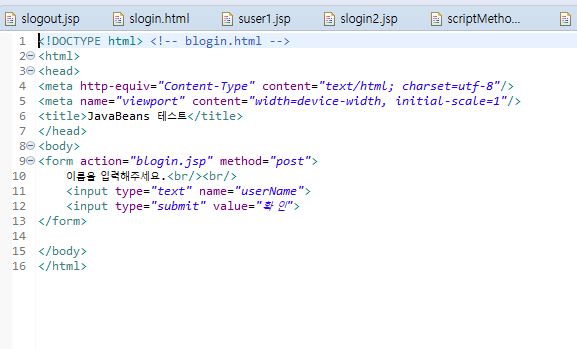 slogout.jsp slogin.html suser1.jsp slogin2.jsp scriptMetho...
1 <!DOCTYPE html> <!-- blogin.html -->
2 <html>
3 <head>
4 <meta http-equiv="Content-Type" content="text/html; charset=utf-8"/>
5 <meta name="viewport" content="width=device-width, initial-scale=1"/>
6 <title>JavaBeans 테스트</title>
7 </head>
8 <body>
9 <form action="blogin.jsp" method="post">
10 이름을 입력해주세요.<br/><br/>
11 <input type="text" name="userName">
12 <input type="submit" value="확 인">
13 </form>
14
15 </body>
16 </html>